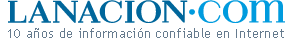 LANACION.COM
10 años de información confiable en Internet